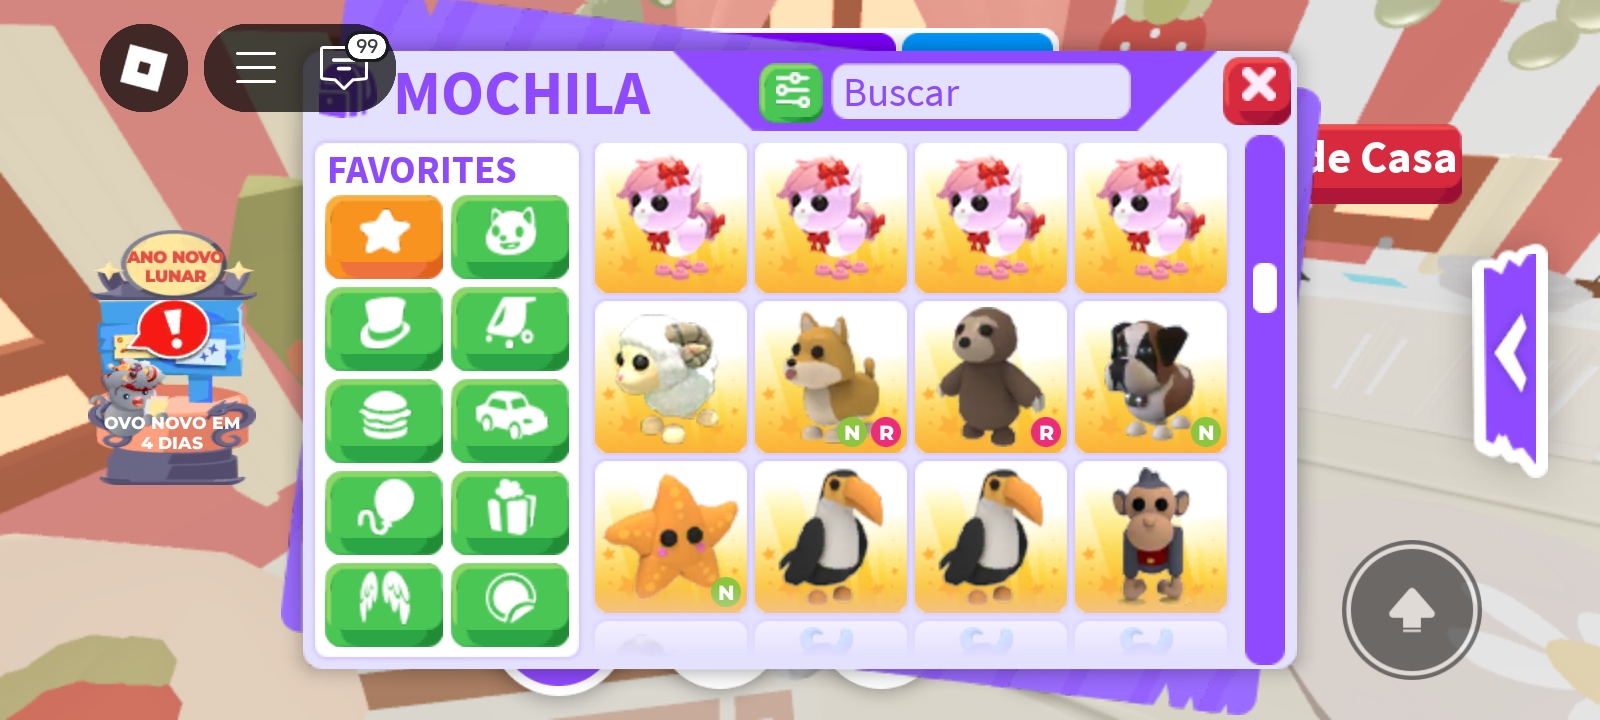 99
MOCHILA
Buscar
FAVORITES
de Casa
ANO NOVO
LUNAR
!
OVO NOVO EM
4 DIAS
N R
R
N
N